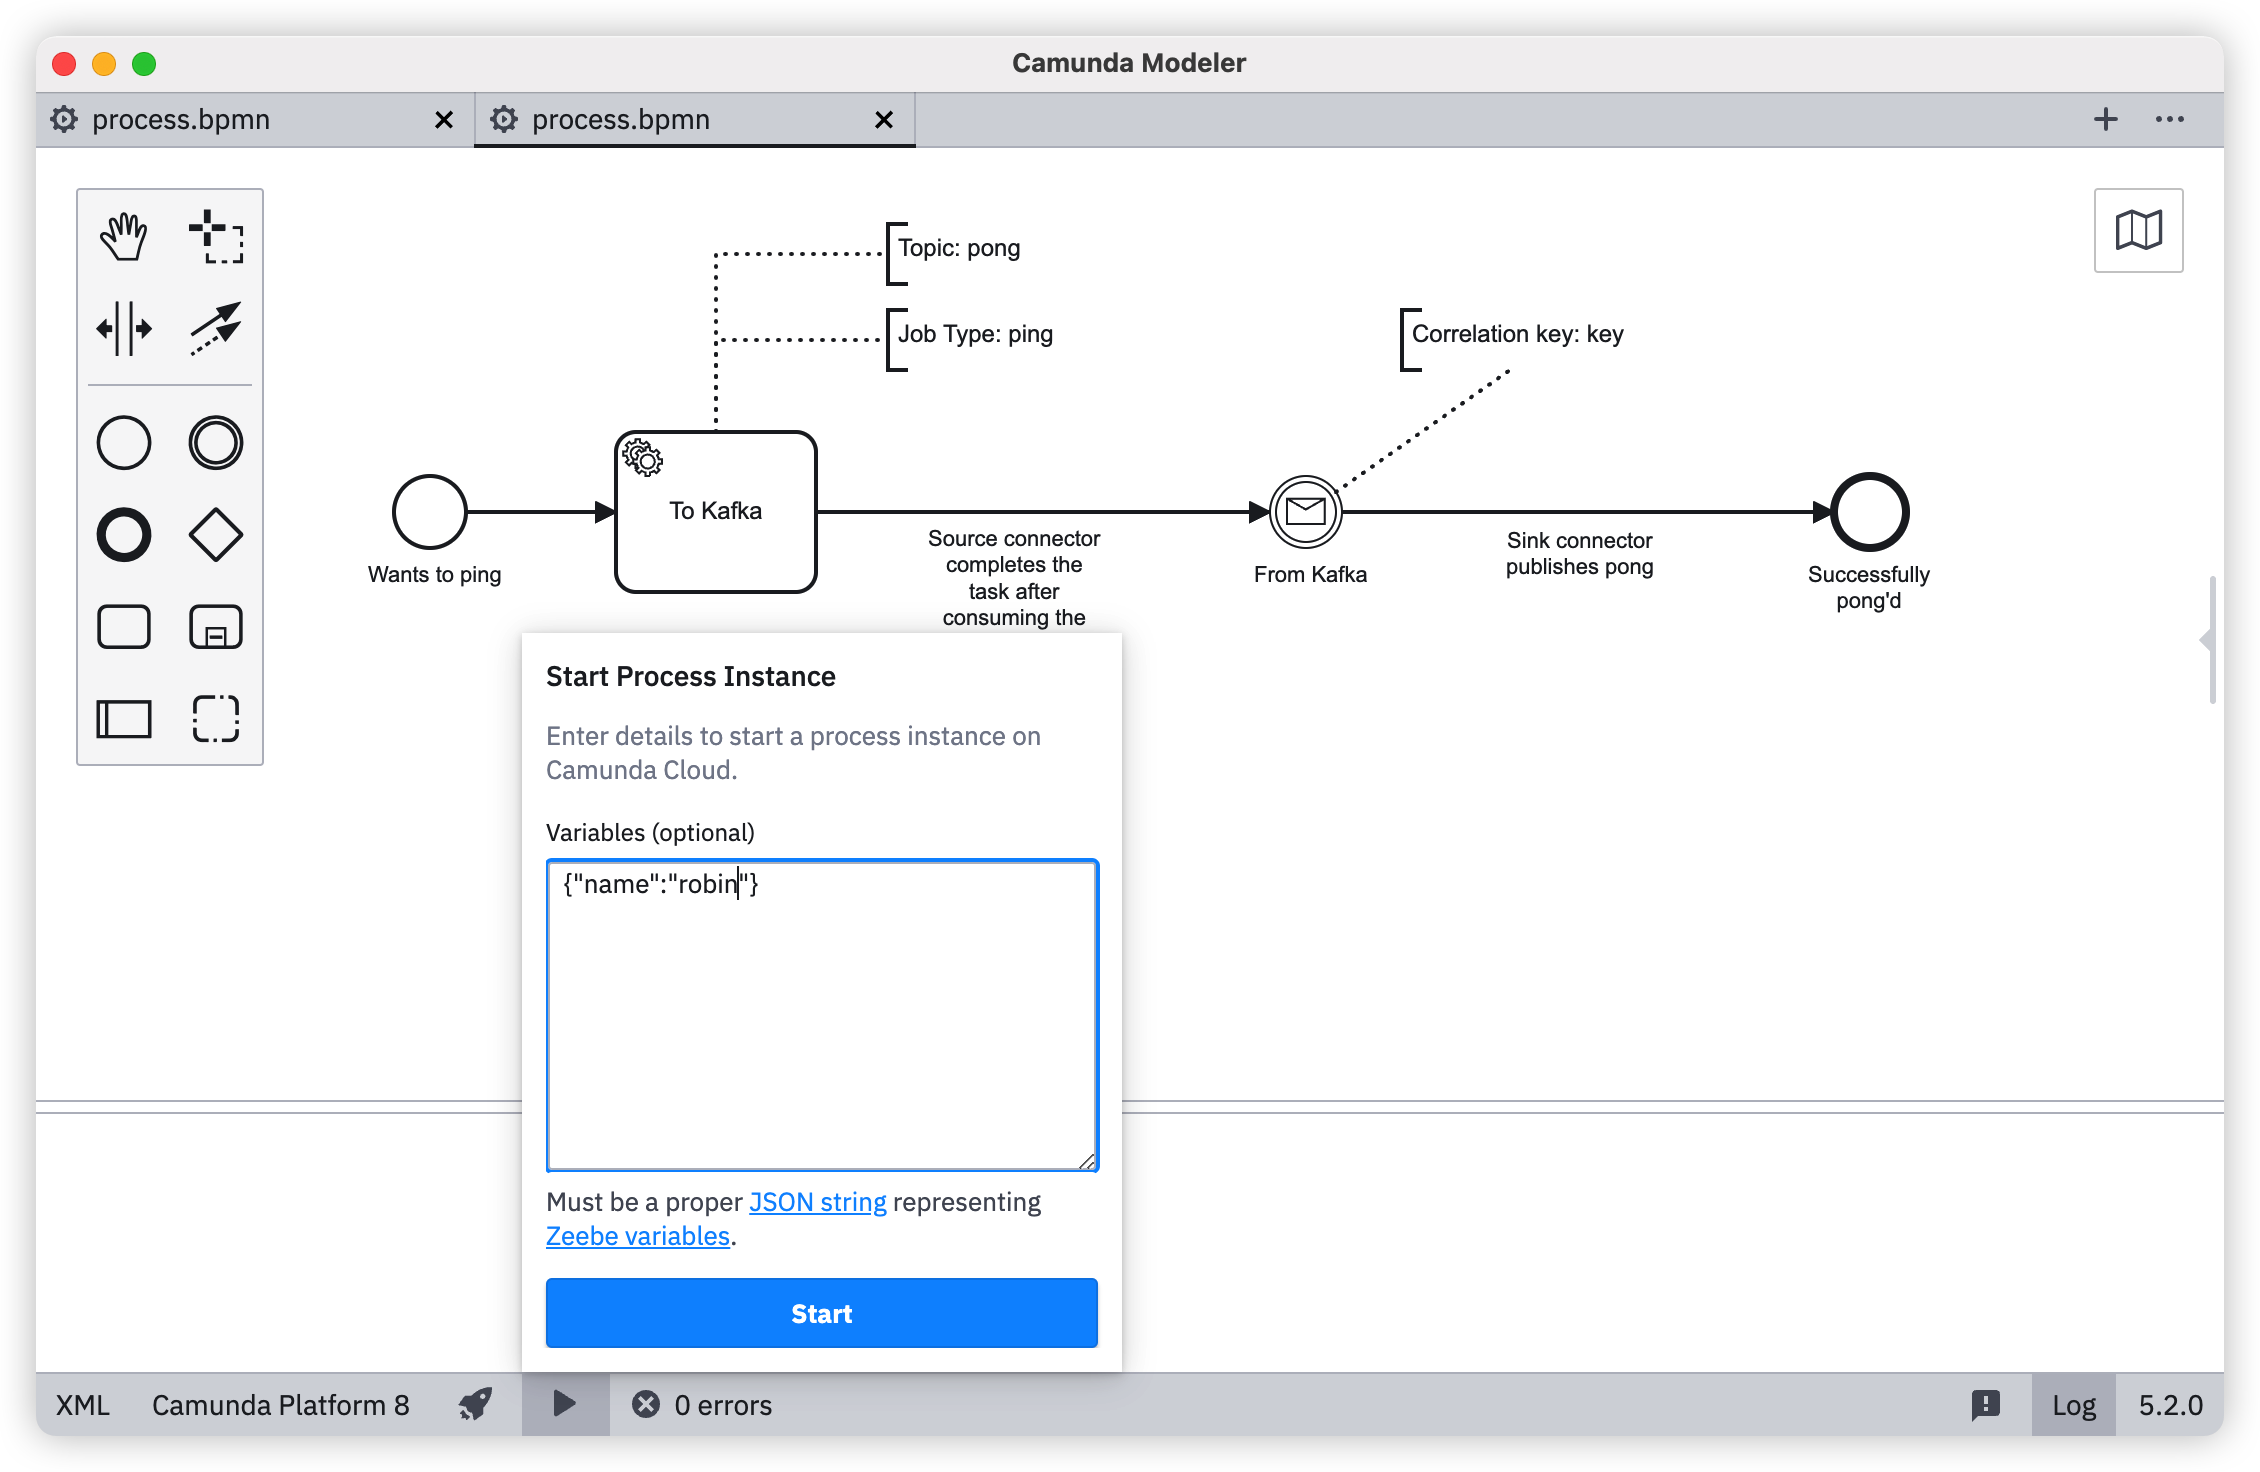 Camunda Modeler
process.bpmn
process.bpmn
Topic: pong
Job Type: ping
Correlation key: key
To Kafka
Wants to ping
Source connector
completes the
task after
consuming the
From Kafka
Sink connector
publishes pong
Successfully
pong'd
Start Process Instance
Enter details to start a process instance on
Camunda Cloud.
Variables (optional)
{"name":"robin"}
Must be a proper JSON string representing
Zeebe variables.
Start
XML
Camunda Platform 8
0 errors
Log
5.2.0